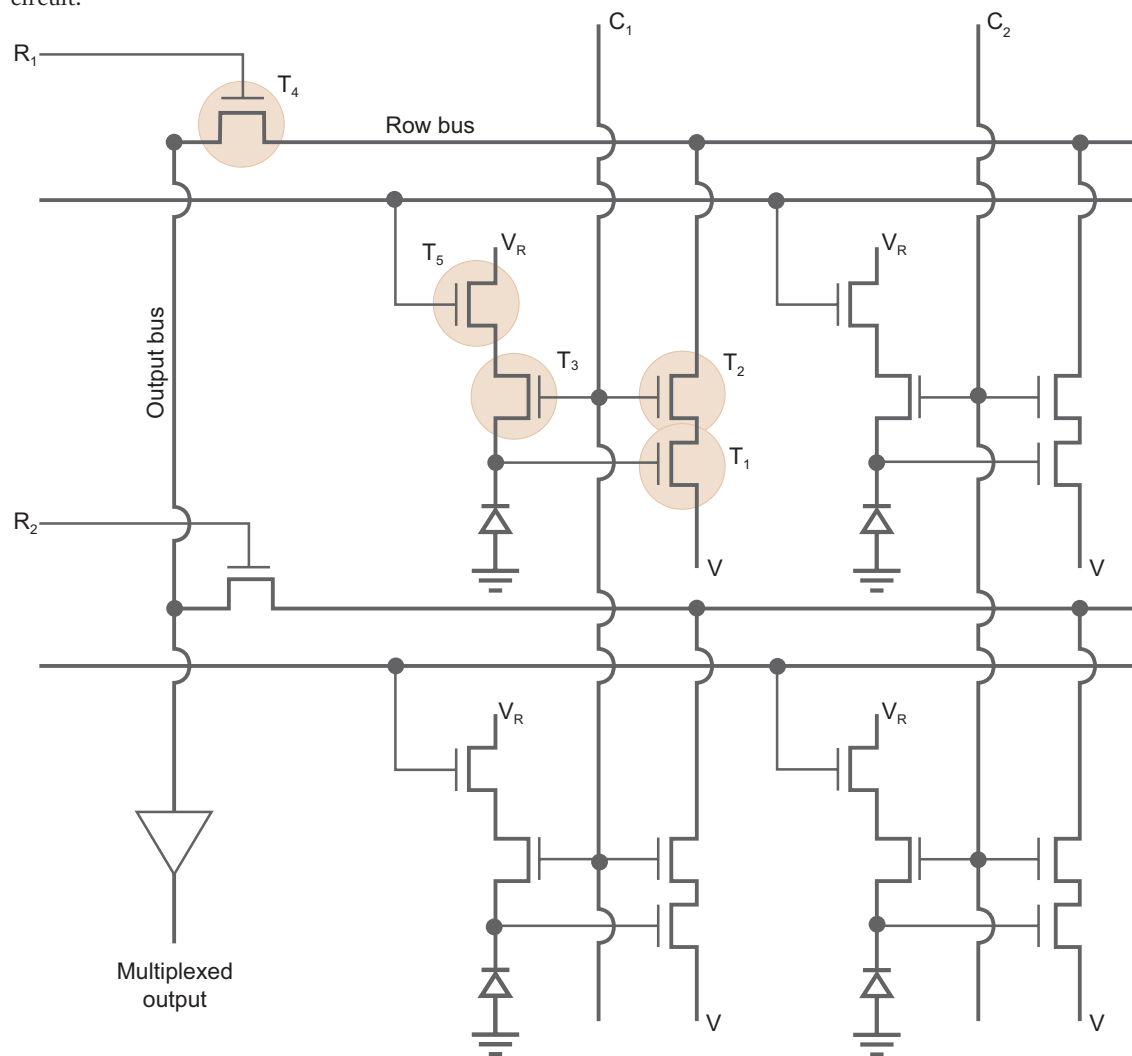 circuit.
C1
C2
R1
T4
Row bus
T5
VR
VR
Output bus
T3
T2
T1
R2
V
V
VR
VR
Multiplexed
output
V
V